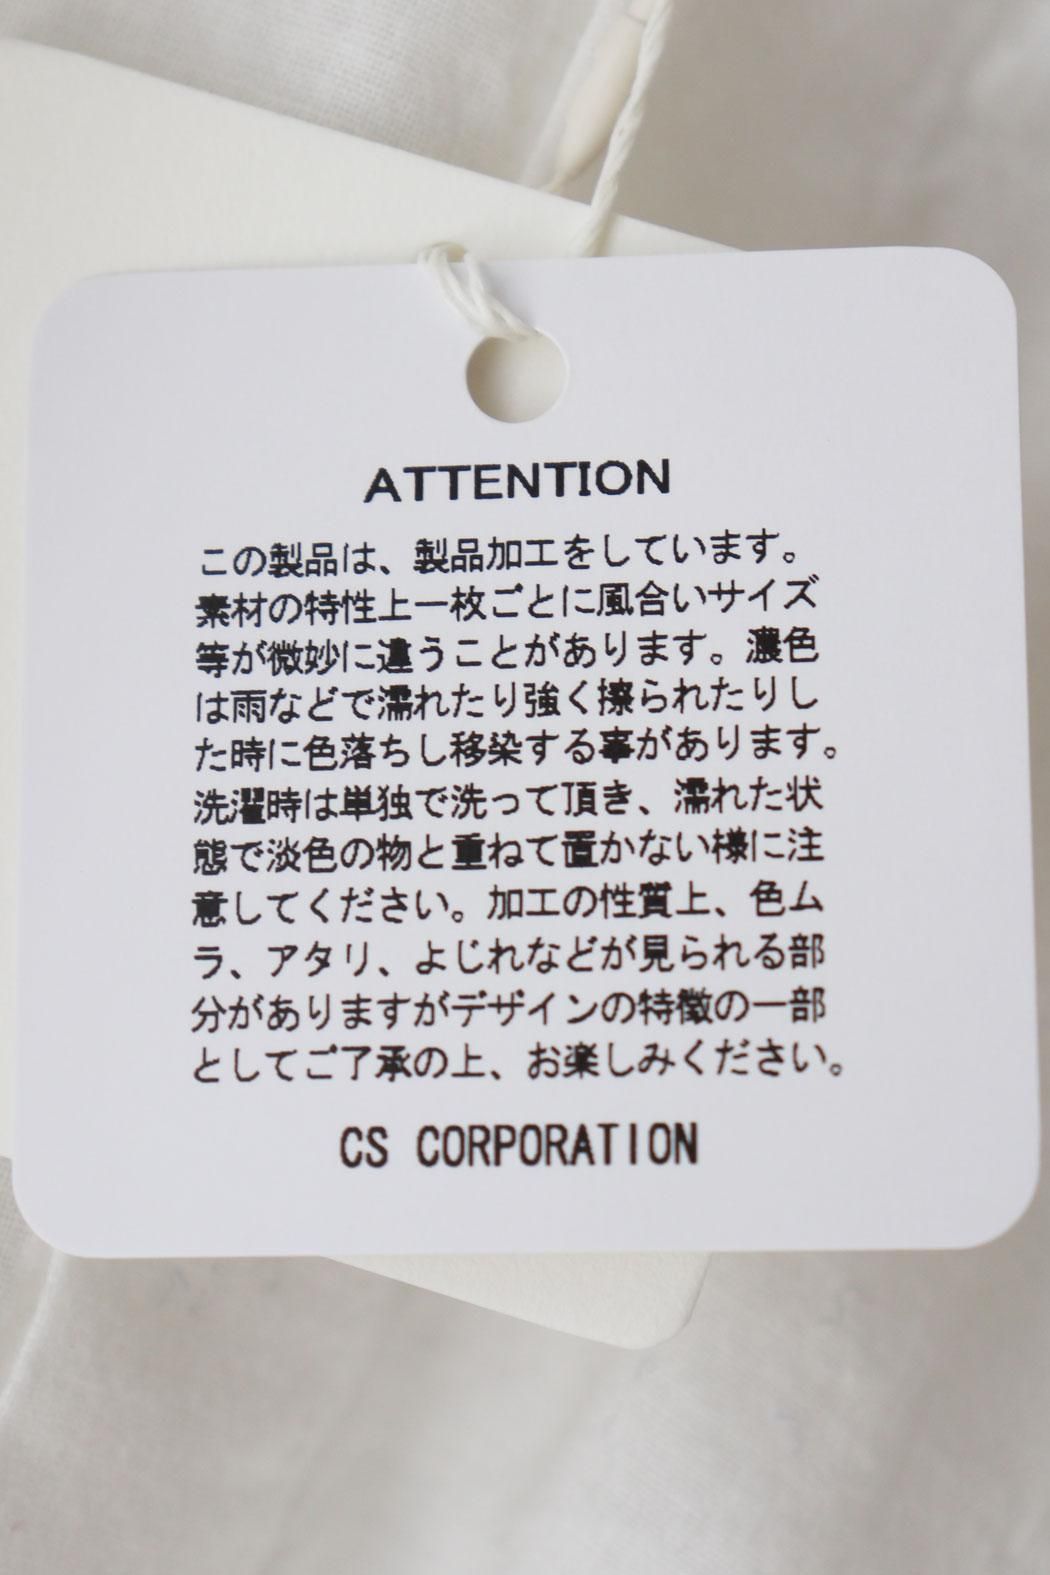 ATTENTION
この製品は、製品加工をしています。
素材の特性上一枚ごとに風合いサイズ
等が微妙に違うことがあります。濃色
は雨などで濡れたり強く擦られたりし
た時に色落ちし移染する事があります。
洗濯時は単独で洗って頂き、濡れた状
態で淡色の物と重ねて置かない様に注
意してください。加工の性質上、色ム
ラ、アタリ、よじれなどが見られる部
分がありますがデザインの特徴の一部
としてご了承の上、お楽しみください。
CS CORPORATION